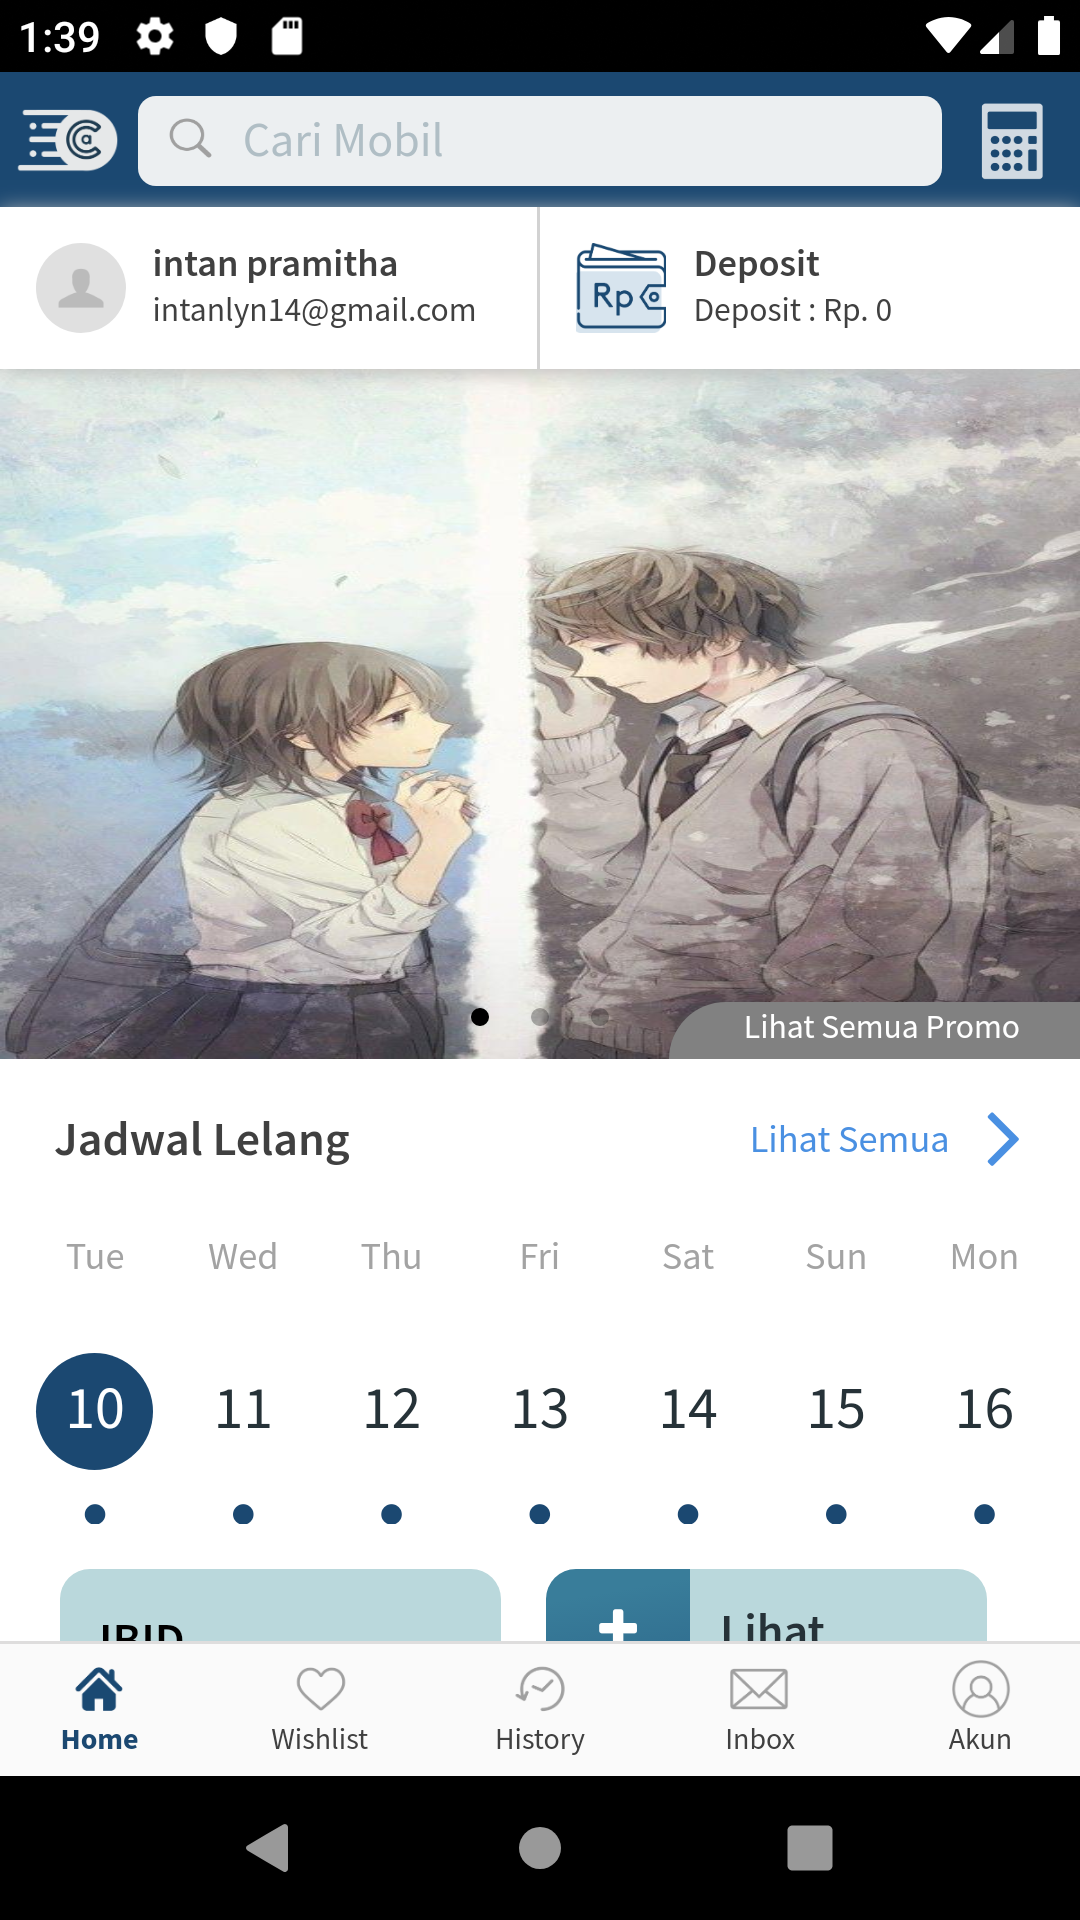 1:39
Cari Mobil
intan pramitha
intanlyn14@gmail.com
Rp
Deposit
Deposit : Rp. 0
Lihat Semua Promo
Jadwal Lelang
Lihat Semua
Tue Wed Thu Fri Sat Sun Mon
10 11 12 13 14 15 16
IBID
Lihat
Home Wishlist History Inbox Akun